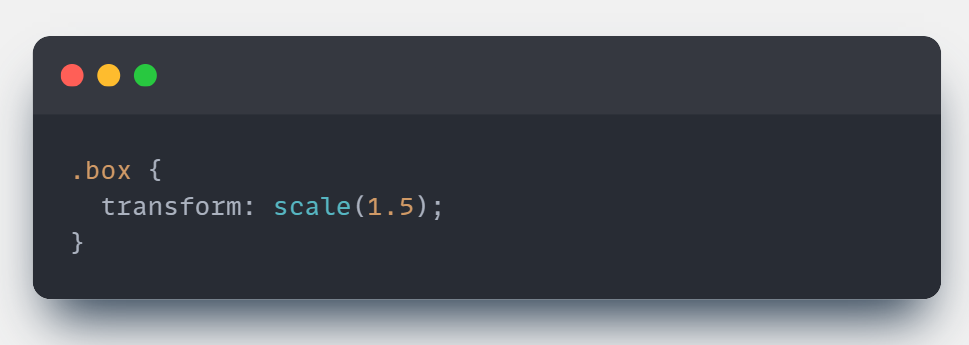 .box {
  transform: scale(1.5);
}